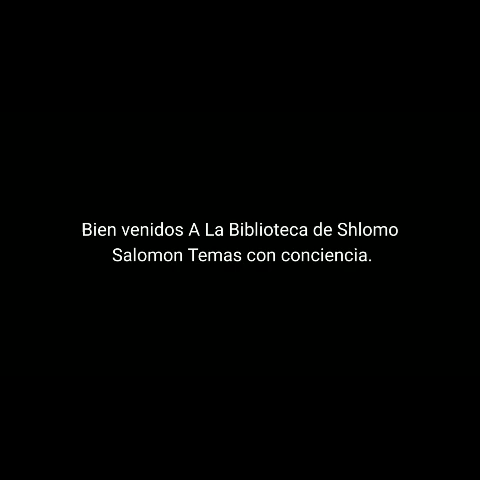 Bien venidos A La Biblioteca de Shlomo
Salomon Temas con conciencia.